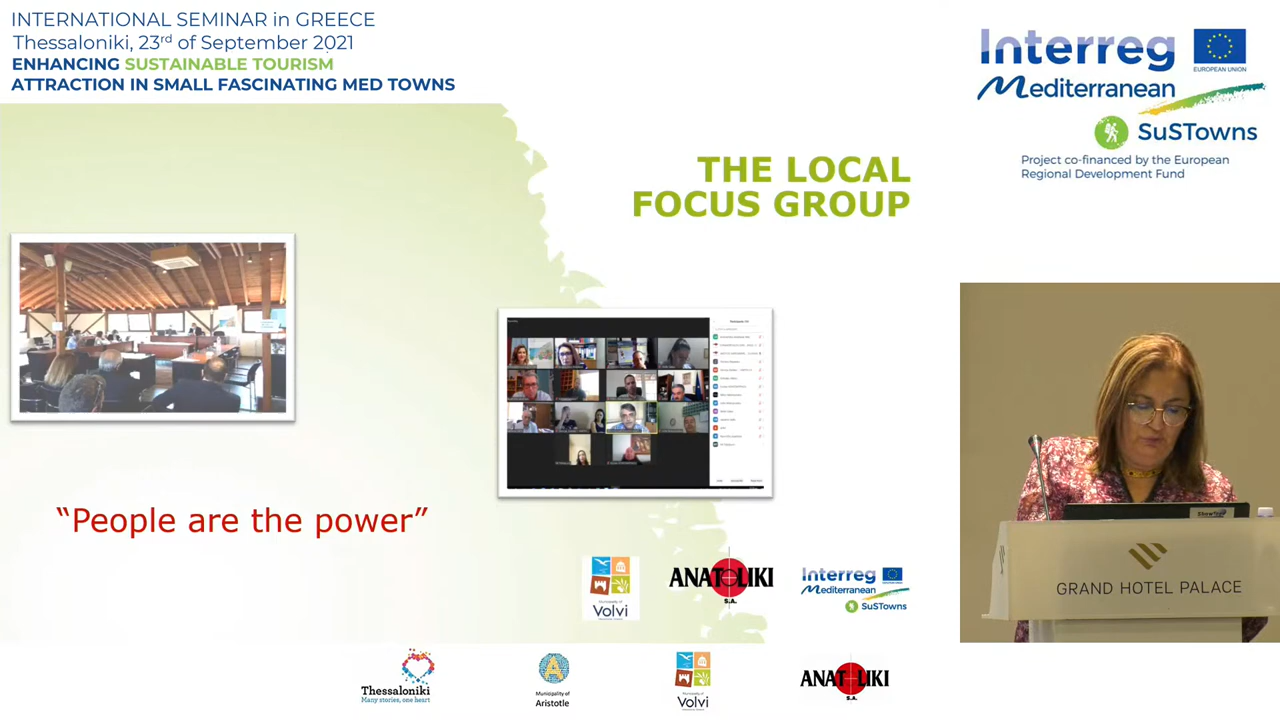 INTERNATIONAL SEMINAR in GREECE
Thessaloniki, 23rd of September 2021
ENHANCING SUSTAINABLE TOURISM
ATTRACTION IN SMALL FASCINATING MED TOWNS
Interreg
EUROPEAN UNION
Mediterranean
SuSTowns
Project co-financed by the European
Regional Development Fund
THE LOCAL
FOCUS GROUP
"People are the power"
Municipality of
Volvi
ANATOLIKI
S.A.
Interreg
Mediterranean
SuSTowns
GRAND HOTEL PALACE
Thessaloniki
Many stories, one heart
Municipality of
Aristotle
Volvi
ANATOLIKI
S.A.